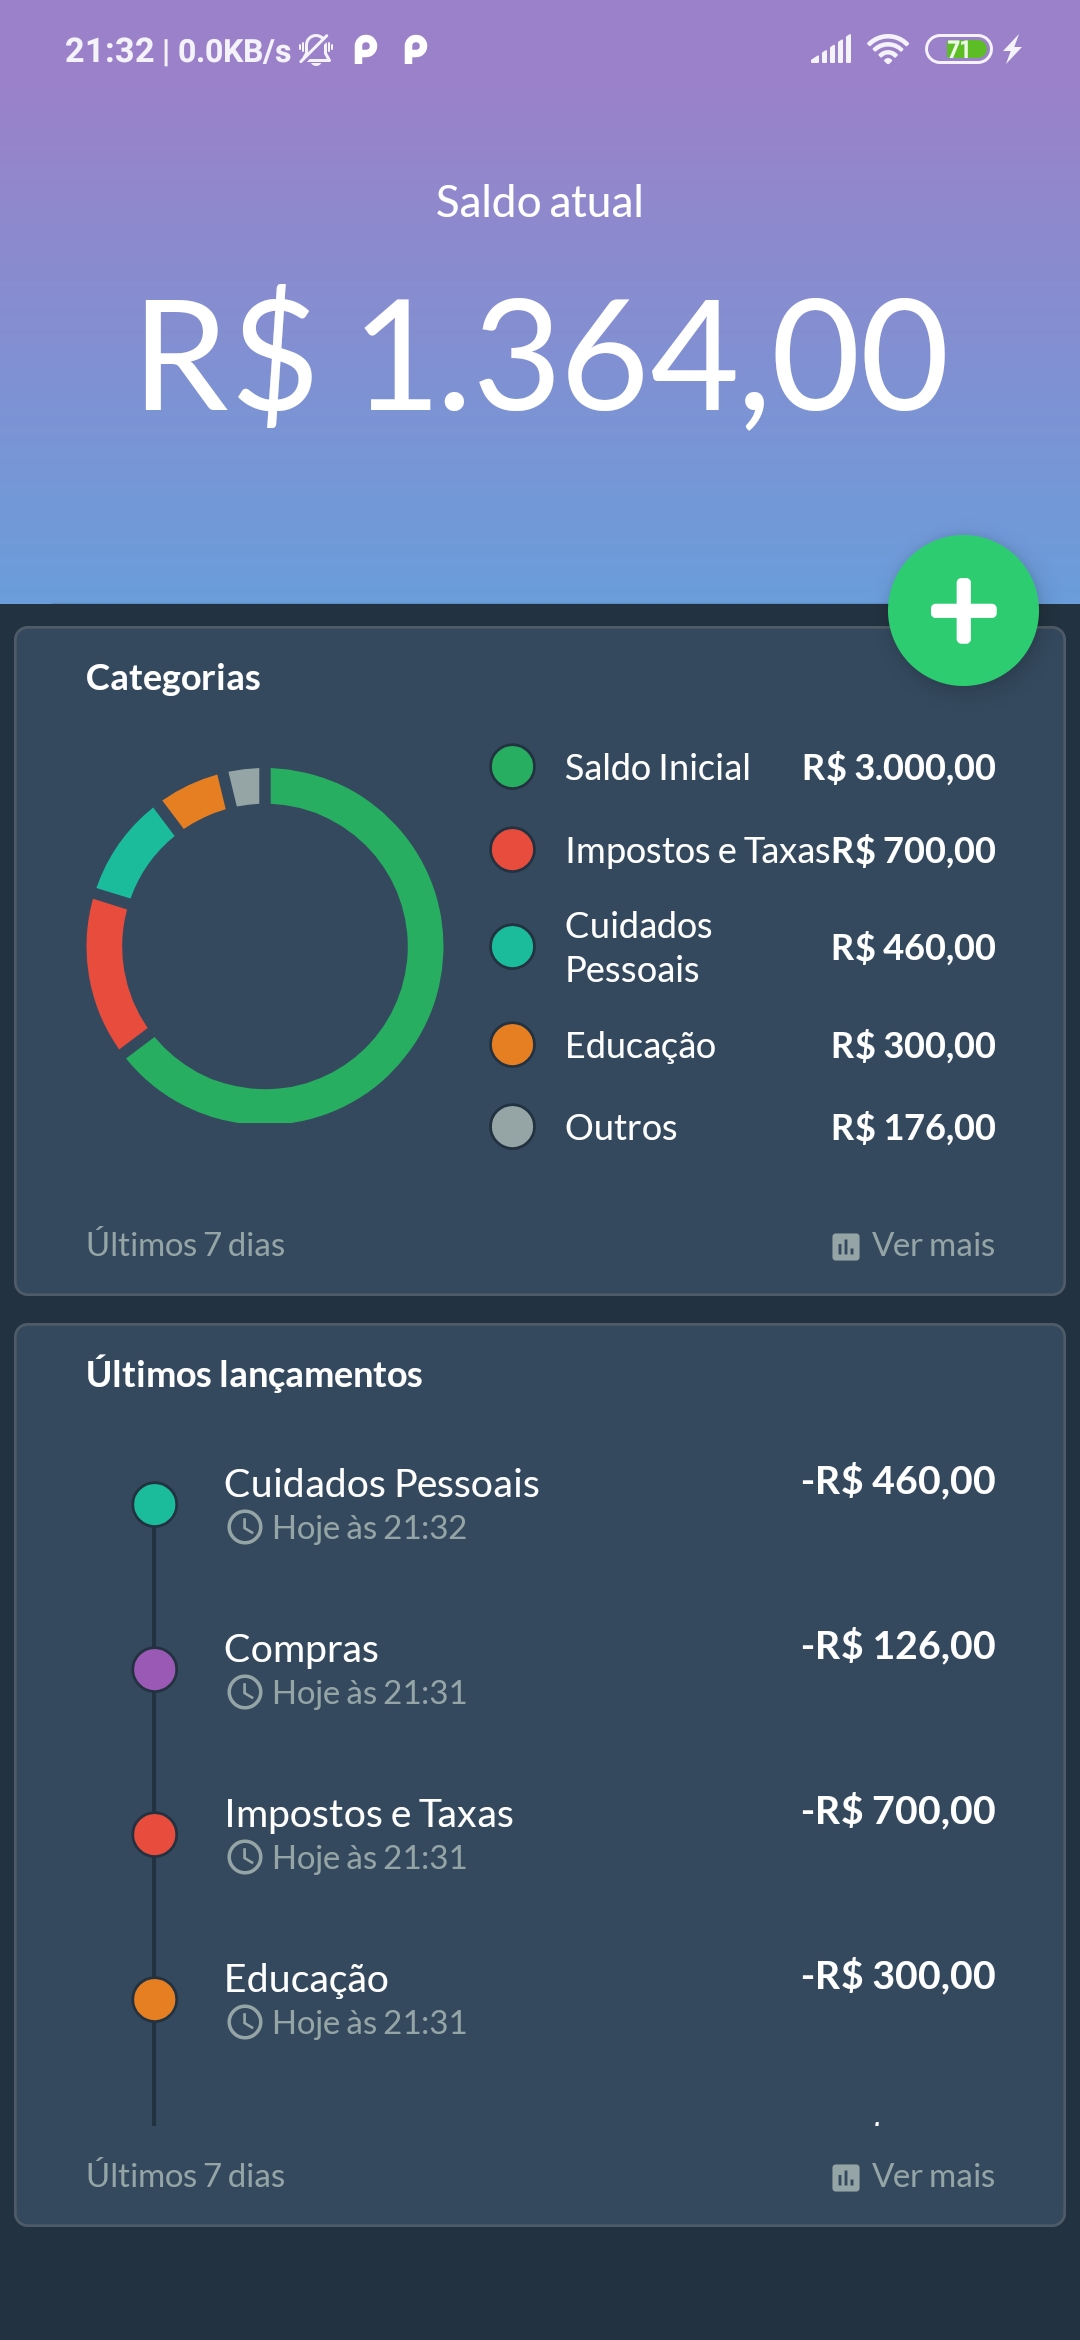 21:32 | 0.0KB/s
71
Saldo atual
R$ 1.364,00
Categorias
Saldo Inicial R$ 3.000,00
Impostos e Taxas R$ 700,00
Cuidados
Pessoais R$ 460,00
Educação R$ 300,00
Outros R$ 176,00
Últimos 7 dias Ver mais
Últimos lançamentos
Cuidados Pessoais -R$ 460,00
Hoje às 21:32
Compras -R$ 126,00
Hoje às 21:31
Impostos e Taxas -R$ 700,00
Hoje às 21:31
Educação -R$ 300,00
Hoje às 21:31
Últimos 7 dias Ver mais